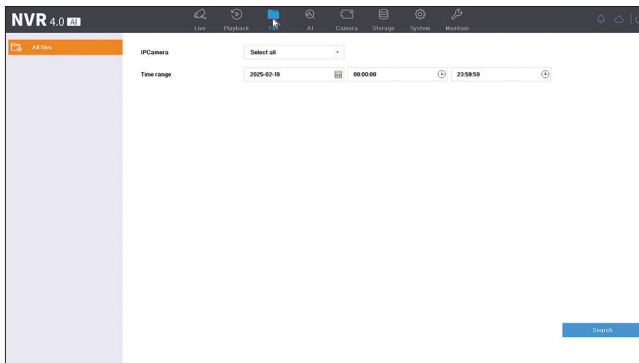 NVR 4.0 AI
Live Playback File AI Camera Storage System Maintain
All files
IPCamera Select all
Time range 2025-02-19 00:00:00 23:59:59
Search